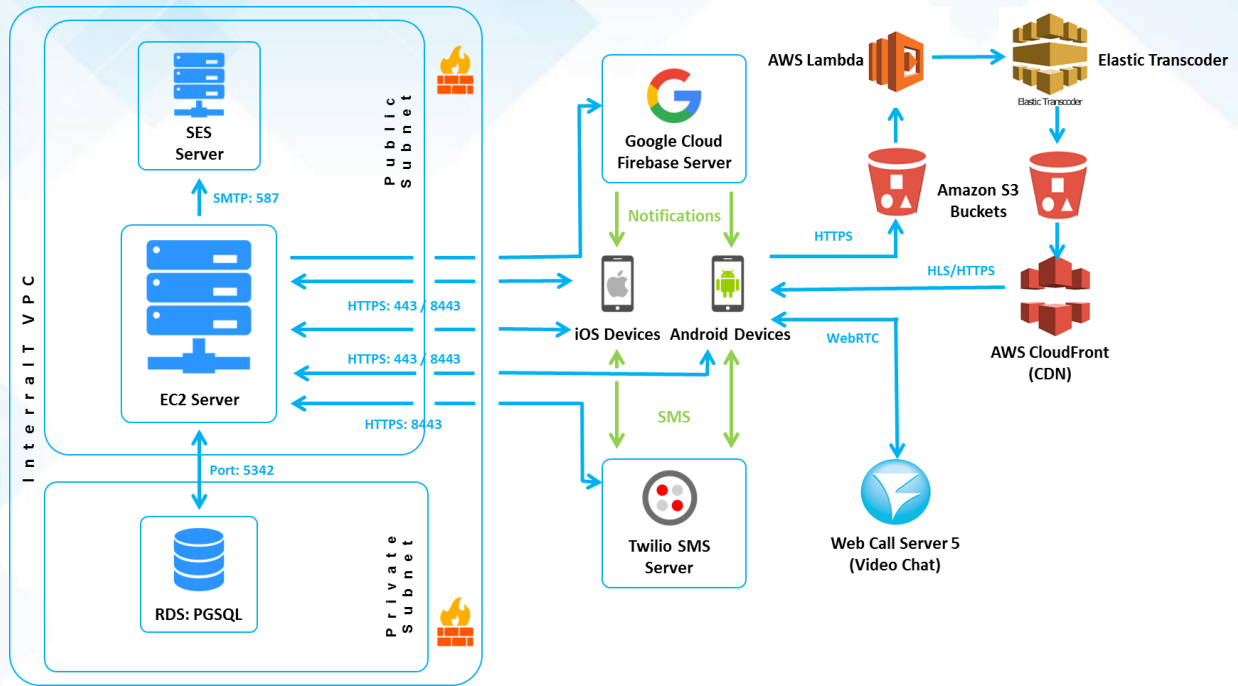 InterraIT VPC
Public
Subnet
SES
Server
SMTP: 587
EC2 Server
Port: 5342
RDS: PGSQL
Private
Subnet
HTTPS: 443 / 8443
HTTPS: 443 / 8443
HTTPS: 8443
Google Cloud
Firebase Server
Notifications
iOS Devices
Android Devices
SMS
Twilio SMS
Server
AWS Lambda
Elastic Transcoder
Elastic Transcoder
Amazon S3
Buckets
HTTPS
HLS/HTTPS
WebRTC
AWS CloudFront
(CDN)
Web Call Server 5
(Video Chat)